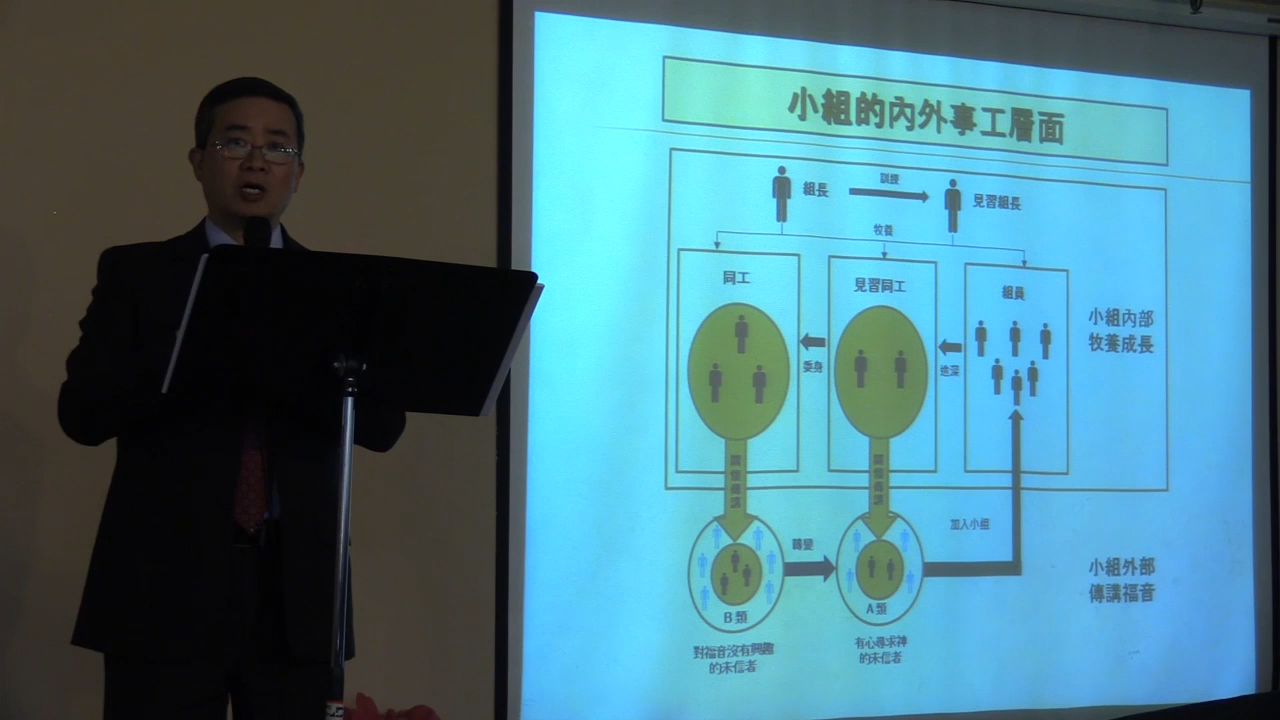 小組的內外事工層面
組長
訓練
見習組長
牧養
同工
見習同工
組員
小組內部
牧養成長
委身
進深
加入小組
轉變
小組外部
傳講福音
B類
A類
對福音沒有興趣
的未信者
有心尋求神
的未信者